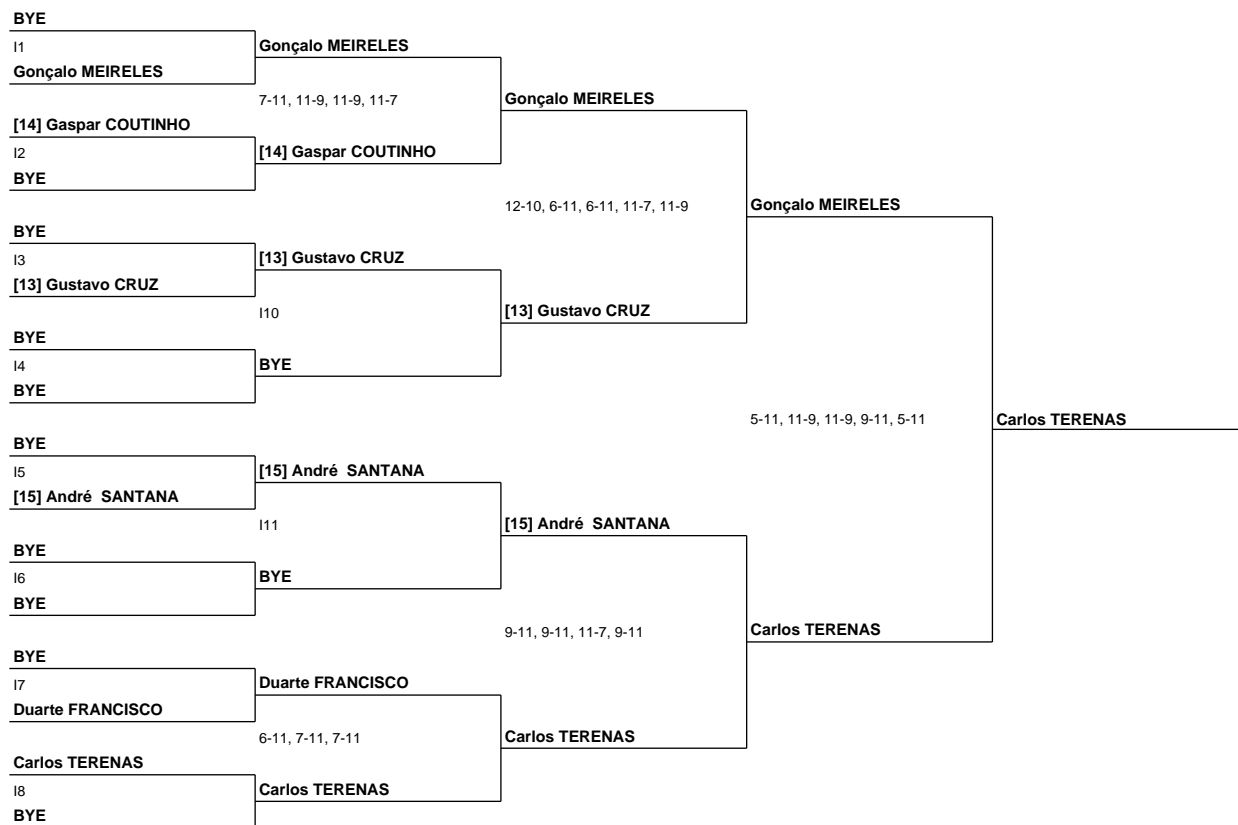 BYE
I1
Gonçalo MEIRELES
Gonçalo MEIRELES
7-11, 11-9, 11-9, 11-7
Gonçalo MEIRELES
[14] Gaspar COUTINHO
I2
[14] Gaspar COUTINHO
BYE
12-10, 6-11, 6-11, 11-7, 11-9
Gonçalo MEIRELES
BYE
I3
[13] Gustavo CRUZ
[13] Gustavo CRUZ
I10
[13] Gustavo CRUZ
BYE
I4
BYE
BYE
5-11, 11-9, 11-9, 9-11, 5-11
Carlos TERENAS
BYE
I5
[15] André  SANTANA
[15] André  SANTANA
I11
[15] André  SANTANA
BYE
I6
BYE
BYE
9-11, 9-11, 11-7, 9-11
Carlos TERENAS
BYE
I7
Duarte FRANCISCO
Duarte FRANCISCO
6-11, 7-11, 7-11
Carlos TERENAS
Carlos TERENAS
I8
Carlos TERENAS
BYE